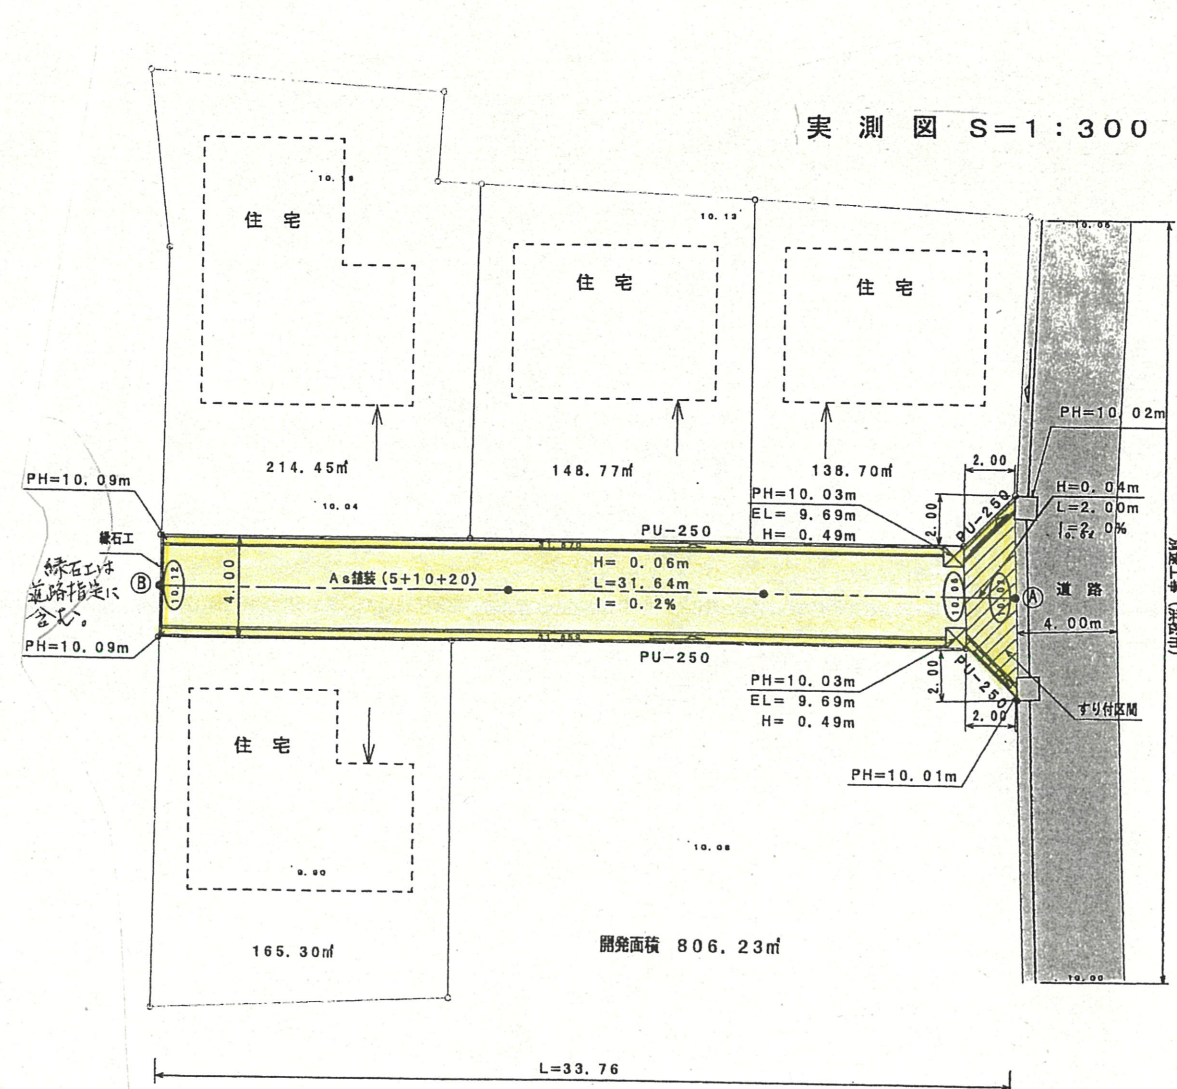 実 測 図 S=1:300
住 宅
10.13
住 宅
住 宅
10.05
PH=10.02m
214.45㎡
148.77㎡
138.70㎡
2.00
PH=10.09m
10.04
PH=10.03m
EL= 9.69m
H= 0.49m
2.00
PU-250
H=0.04m
L=2.00m
I=2.0%
縁石工
PU-250
縁石工は
道路指定に
含む。
B
10.12
4.00
As舗装(5+10+20)
H= 0.06m
L=31.64m
I= 0.2%
A
道 路
4.00m
PH=10.09m
PU-250
PH=10.03m
EL= 9.69m
H= 0.49m
2.00
PU-250
2.00
すり付区間
PH=10.01m
住 宅
9.90
10.08
165.30㎡
開発面積 806.23㎡
10.00
L=33.76